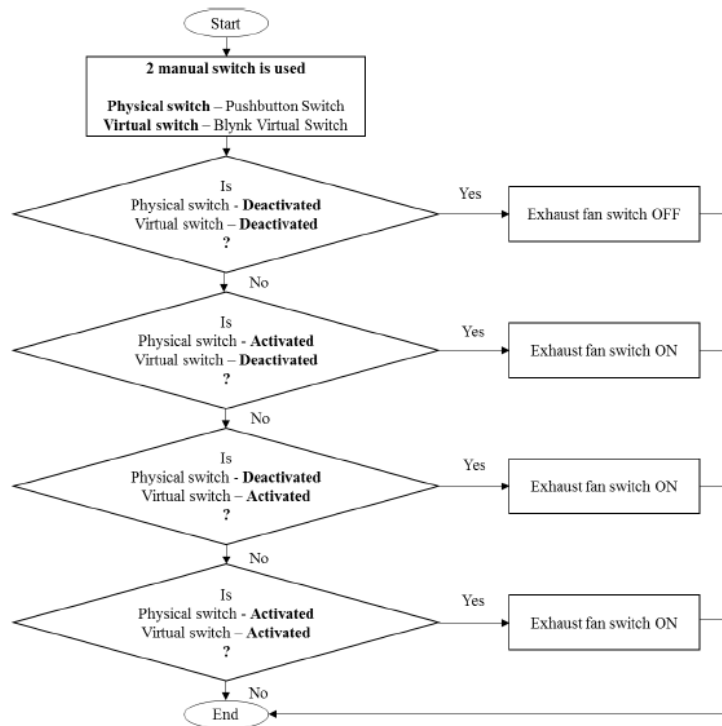 Start
2 manual switch is used
Physical switch – Pushbutton Switch
Virtual switch – Blynk Virtual Switch
Is
Physical switch - Deactivated
Virtual switch – Deactivated
?
Yes
Exhaust fan switch OFF
No
Is
Physical switch - Activated
Virtual switch – Deactivated
?
Yes
Exhaust fan switch ON
No
Is
Physical switch - Deactivated
Virtual switch – Activated
?
Yes
Exhaust fan switch ON
No
Is
Physical switch - Activated
Virtual switch – Activated
?
Yes
Exhaust fan switch ON
No
End